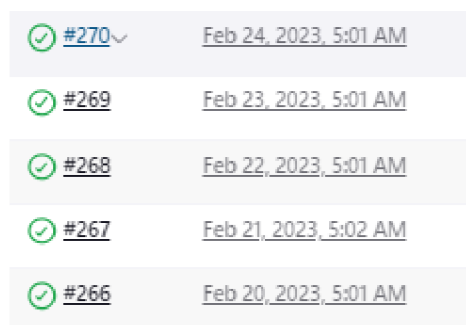 #270 Feb 24, 2023, 5:01 AM
#269 Feb 23, 2023, 5:01 AM
#268 Feb 22, 2023, 5:01 AM
#267 Feb 21, 2023, 5:02 AM
#266 Feb 20, 2023, 5:01 AM